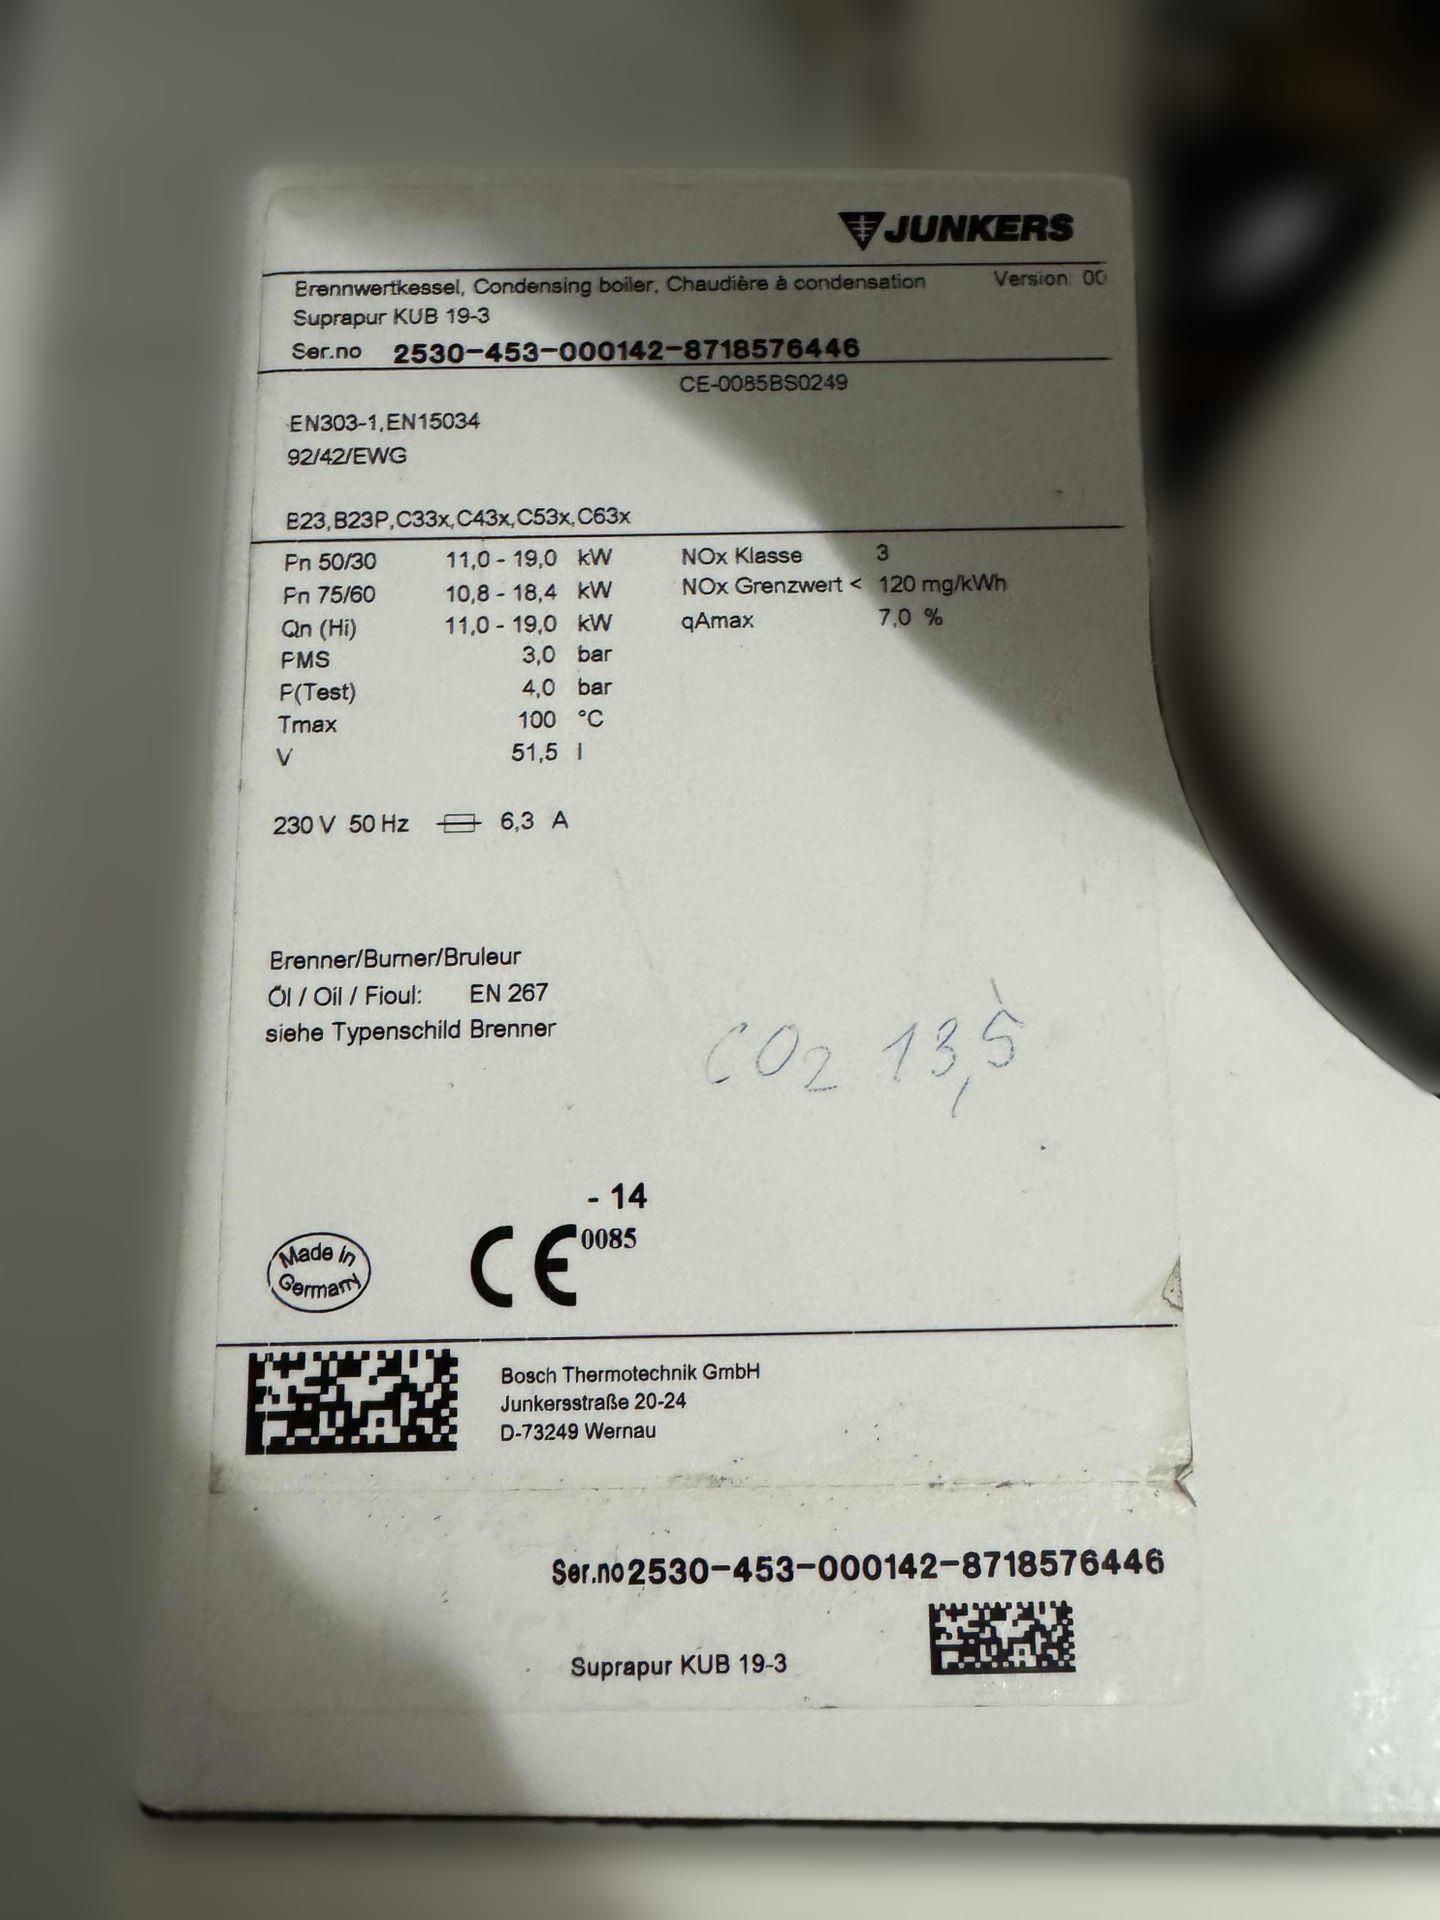 JUNKERS
Brennwertkessel, Condensing boiler, Chaudière à condensation Version: 00
Suprapur KUB 19-3
Ser.no 2530-453-000142-8718576446
CE-0085BS0249
EN303-1,EN15034
92/42/EWG
B23,B23P,C33x,C43x,C53x,C63x
Pn 50/30 11,0 - 19,0 kW NOx Klasse 3
Pn 75/60 10,8 - 18,4 kW NOx Grenzwert < 120 mg/kWh
Qn (Hi) 11,0 - 19,0 kW qAmax 7,0 %
PMS 3,0 bar
P(Test) 4,0 bar
Tmax 100 °C
V 51,5 l
230 V 50 Hz 6,3 A
Brenner/Burner/Bruleur
Öl / Oil / Fioul: EN 267
siehe Typenschild Brenner
CO2 13,5
- 14
CE 0085
Made in
Germany
Bosch Thermotechnik GmbH
Junkersstraße 20-24
D-73249 Wernau
Ser.no 2530-453-000142-8718576446
Suprapur KUB 19-3